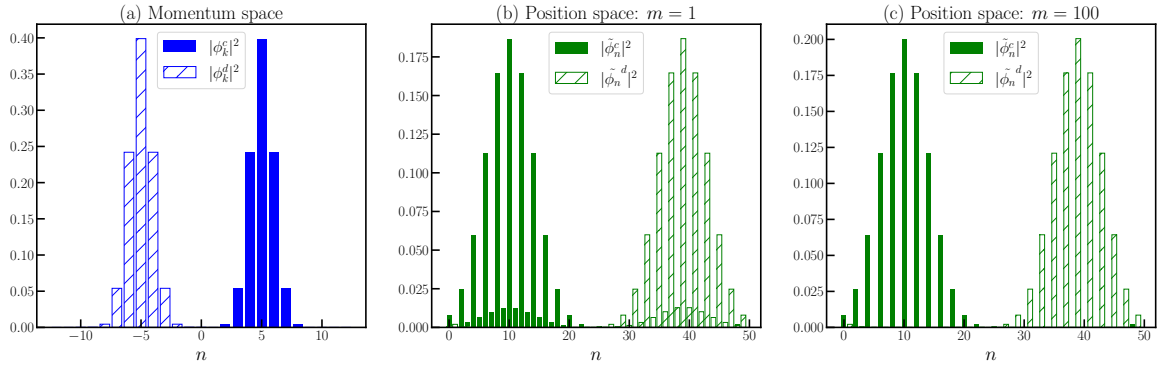 (a) Momentum space
0.40
0.35
0.30
0.25
0.20
0.15
0.10
0.05
0.00
|ϕ_k^c|²
|ϕ_k^d|²
−10 −5 0 5 10
n
(b) Position space: m = 1
0.175
0.150
0.125
0.100
0.075
0.050
0.025
0.000
|ϕ̃_n^c|²
|ϕ̃_n^d|²
0 10 20 30 40 50
n
(c) Position space: m = 100
0.200
0.175
0.150
0.125
0.100
0.075
0.050
0.025
0.000
|ϕ̃_n^c|²
|ϕ̃_n^d|²
0 10 20 30 40 50
n